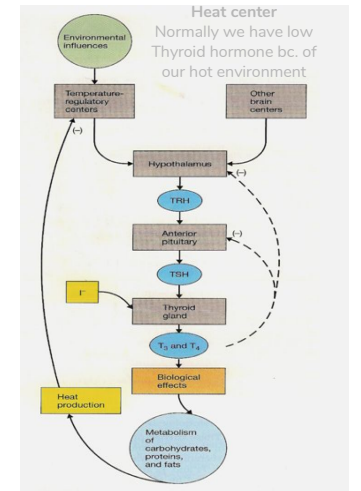 Heat center
Normally we have low
Thyroid hormone bc. of
our hot environment
Environmental
influences
Temperature-
regulatory
centers
Other
brain
centers
(–)
Hypothalamus
(–)
TRH
Anterior
pituitary
(–)
TSH
I⁻
Thyroid
gland
T₃ and T₄
Biological
effects
Heat
production
Metabolism
of
carbohydrates,
proteins,
and fats